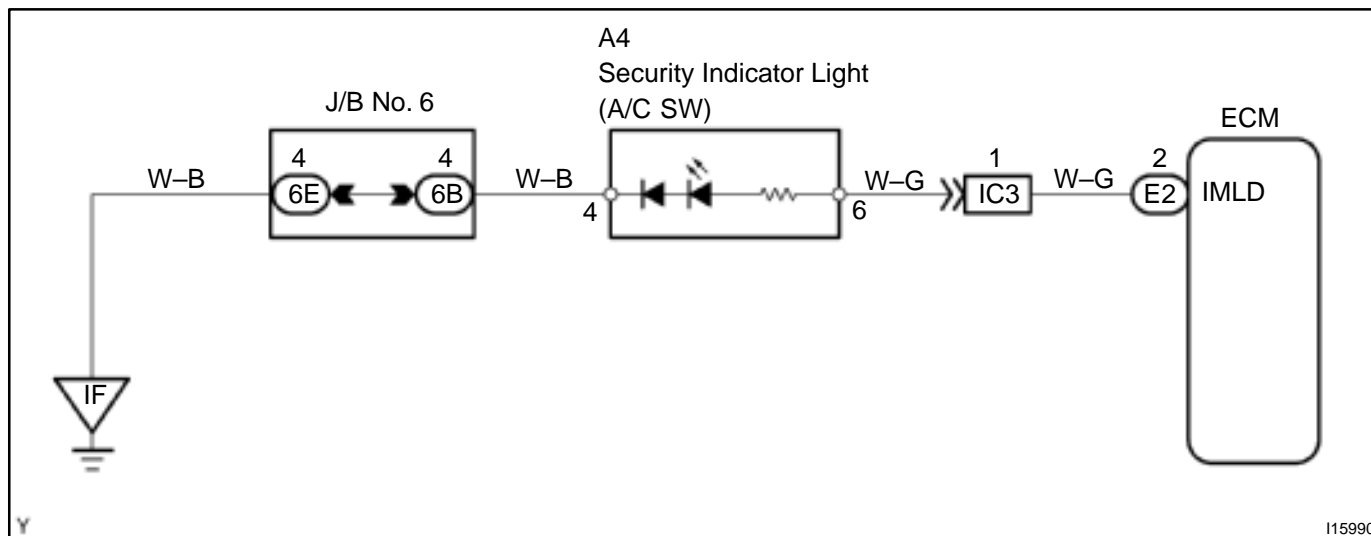 A4
Security Indicator Light
(A/C SW)
J/B No. 6
ECM
4
4
1
2
W–B
6E
6B
W–B
4
6
W–G
IC3
W–G
E2
IMLD
IF
Y
I15990